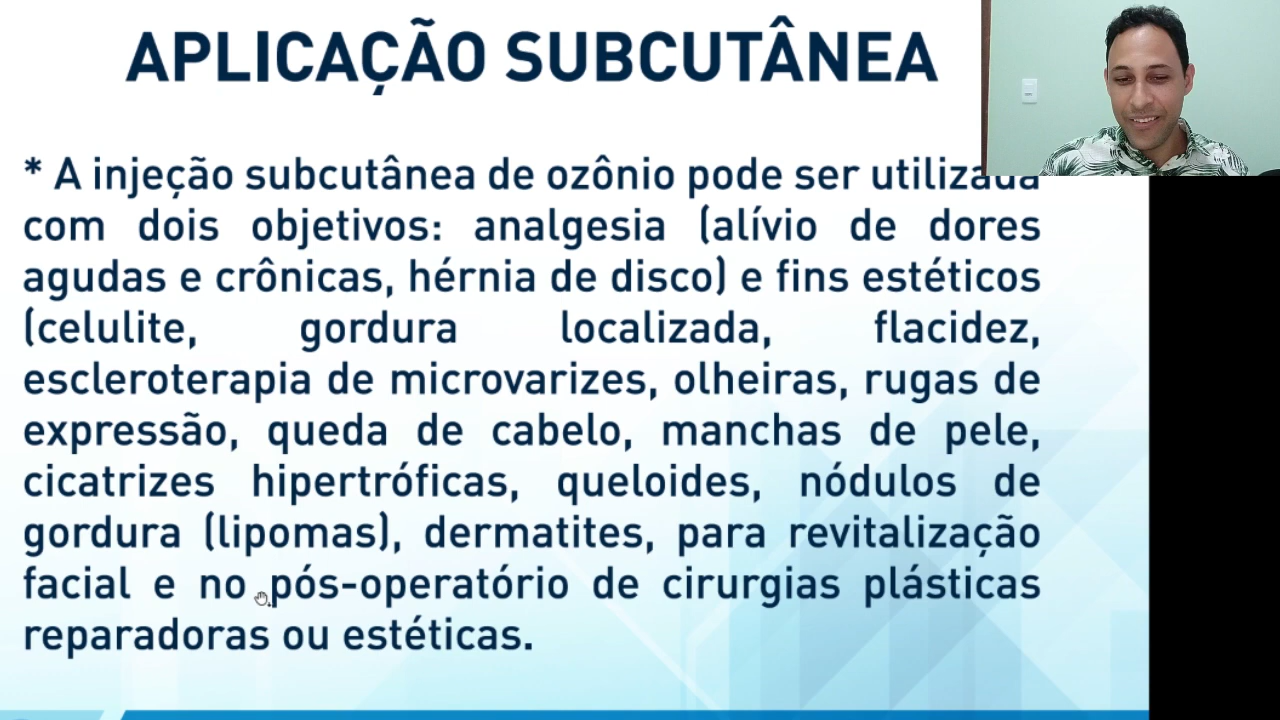 APLICAÇÃO SUBCUTÂNEA
* A injeção subcutânea de ozônio pode ser utilizada
com dois objetivos: analgesia (alívio de dores
agudas e crônicas, hérnia de disco) e fins estéticos
(celulite, gordura localizada, flacidez,
escleroterapia de microvarizes, olheiras, rugas de
expressão, queda de cabelo, manchas de pele,
cicatrizes hipertróficas, queloides, nódulos de
gordura (lipomas), dermatites, para revitalização
facial e no pós-operatório de cirurgias plásticas
reparadoras ou estéticas.